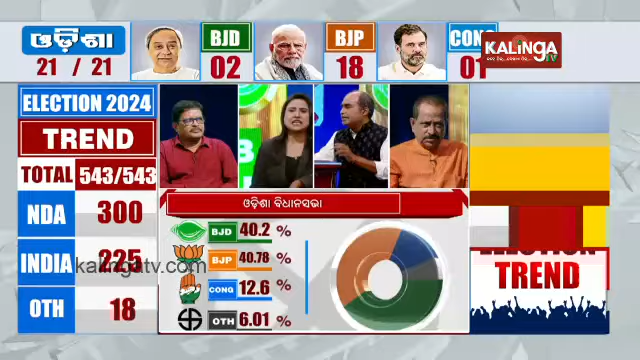 ଓଡ଼ିଶା
21 / 21
BJD
02
BJP
18
CONG
01
KALINGA
TV
ELECTION 2024
TREND
TOTAL 543/543
NDA 300
INDIA 225
OTH 18
kalingatv.com
ଓଡ଼ିଶା ବିଧାନସଭା
BJD 40.2 %
BJP 40.78 %
CONG 12.6 %
OTH 6.01 %
ELECTION
TREND